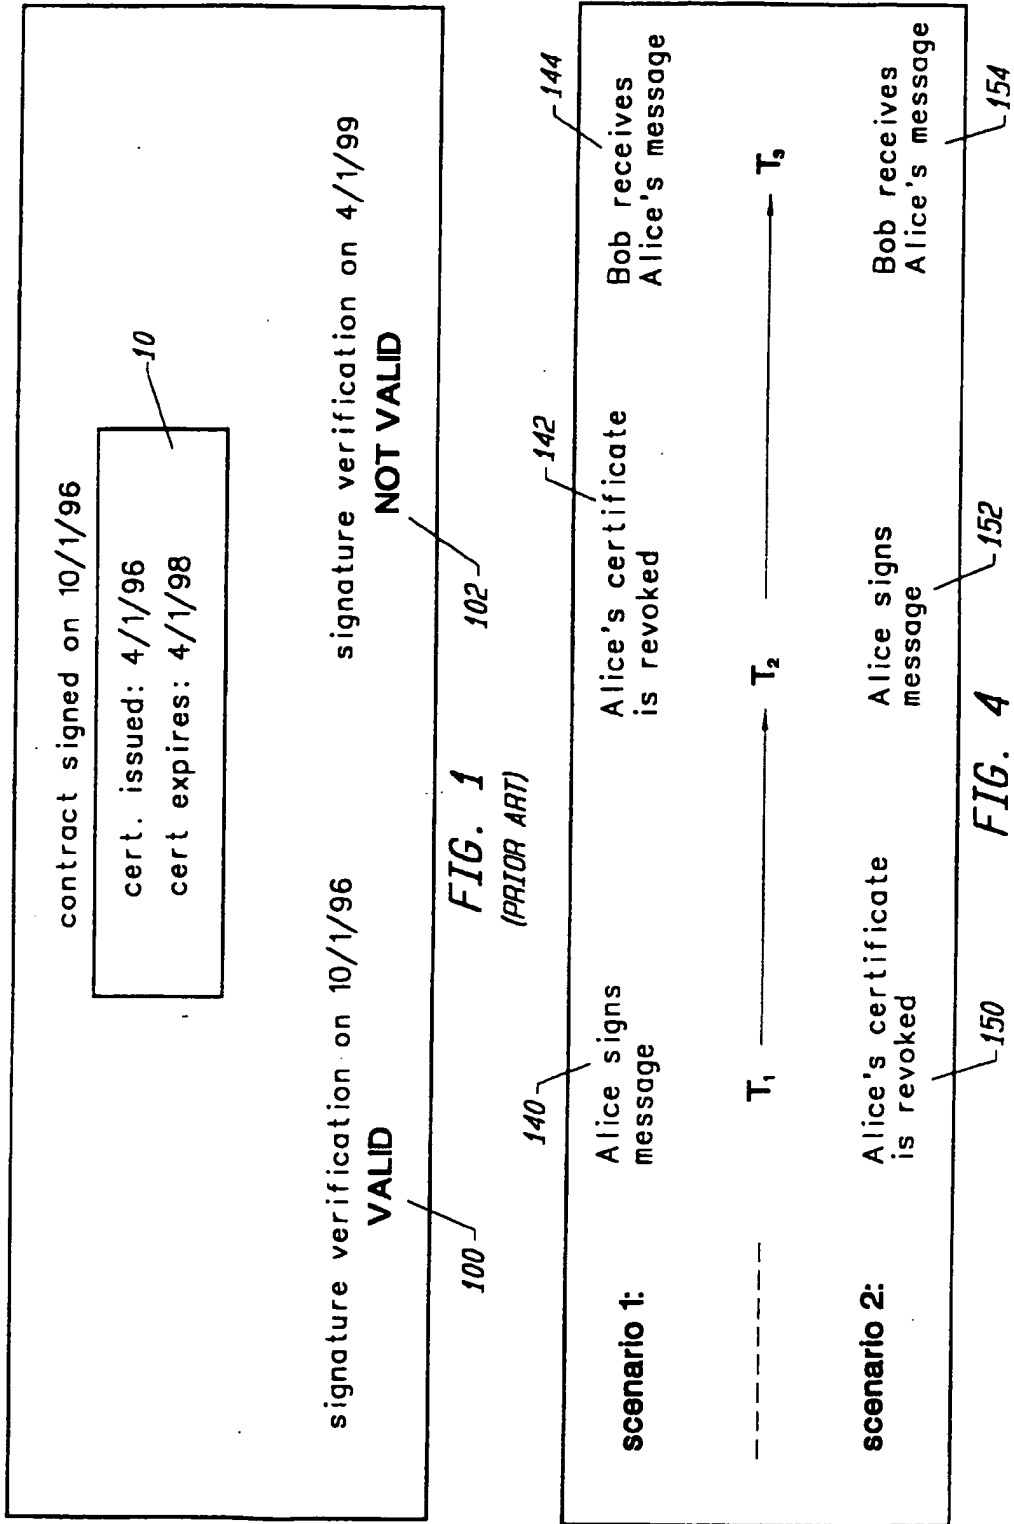 contract signed on 10/1/96
cert. issued: 4/1/96
cert expires: 4/1/98
10
signature verification on 10/1/96
VALID
100
signature verification on 4/1/99
NOT VALID
102
FIG. 1
(PRIOR ART)
140
142
144
scenario 1:
Alice signs
message
Alice's certificate
is revoked
Bob receives
Alice's message
T₁
T₂
T₃
scenario 2:
Alice's certificate
is revoked
Alice signs
message
Bob receives
Alice's message
150
152
154
FIG. 4